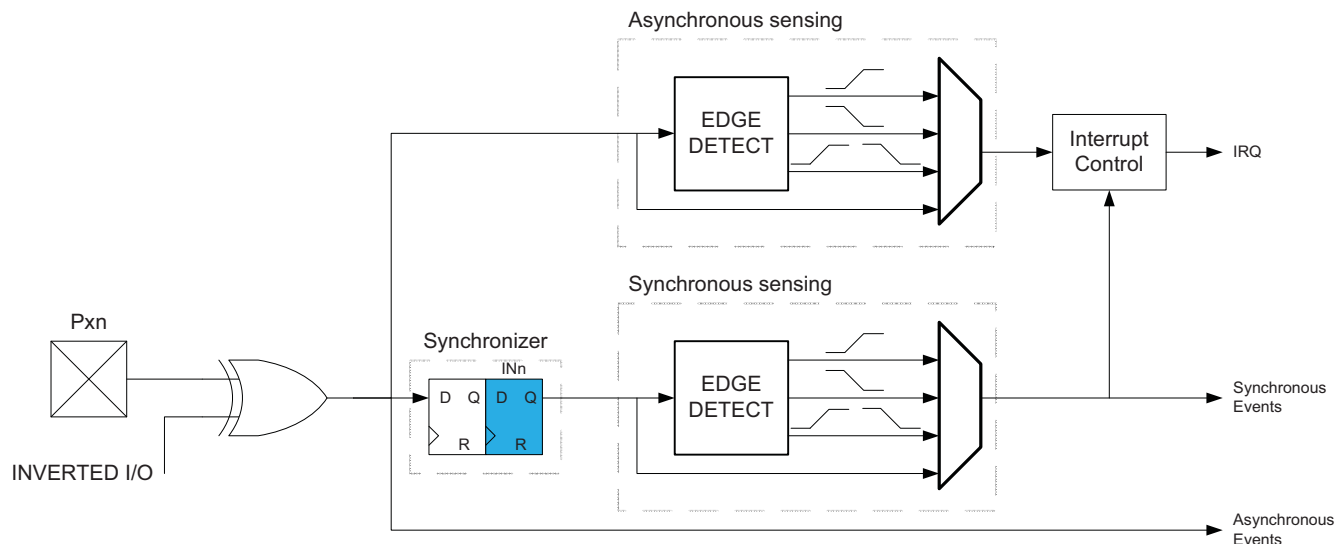 Asynchronous sensing
EDGE
DETECT
Interrupt
Control
IRQ
Synchronous sensing
Pxn
Synchronizer
INn
D Q D Q
R R
EDGE
DETECT
INVERTED I/O
Synchronous
Events
Asynchronous
Events